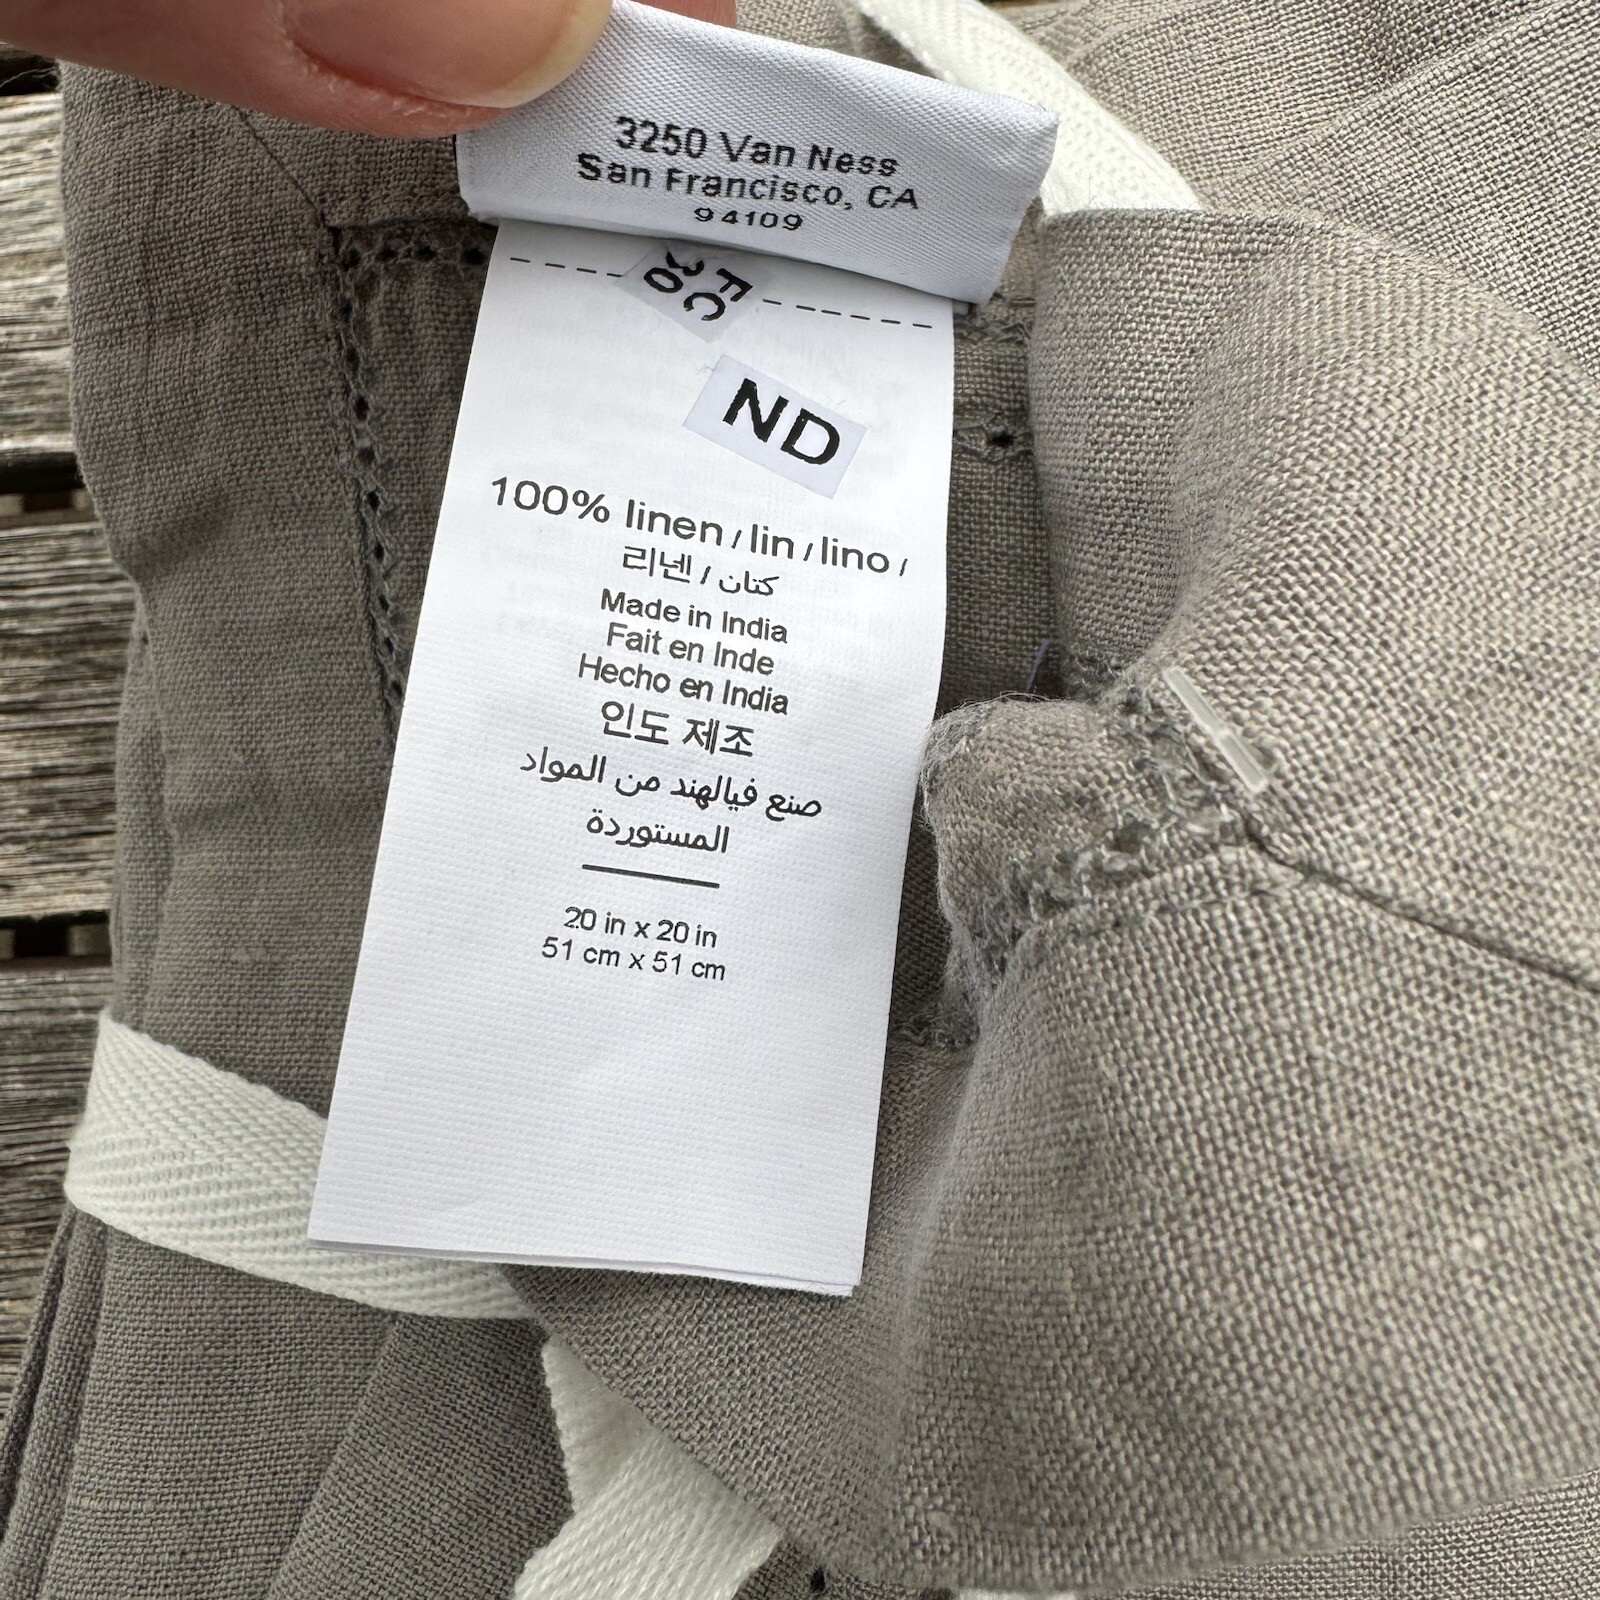 3250 Van Ness
San Francisco, CA
94109
FC
ND
100% linen / lin / lino /
리넨 / كتان
Made in India
Fait en Inde
Hecho en India
인도 제조
صنع فيالهند من المواد
المستوردة
20 in x 20 in
51 cm x 51 cm